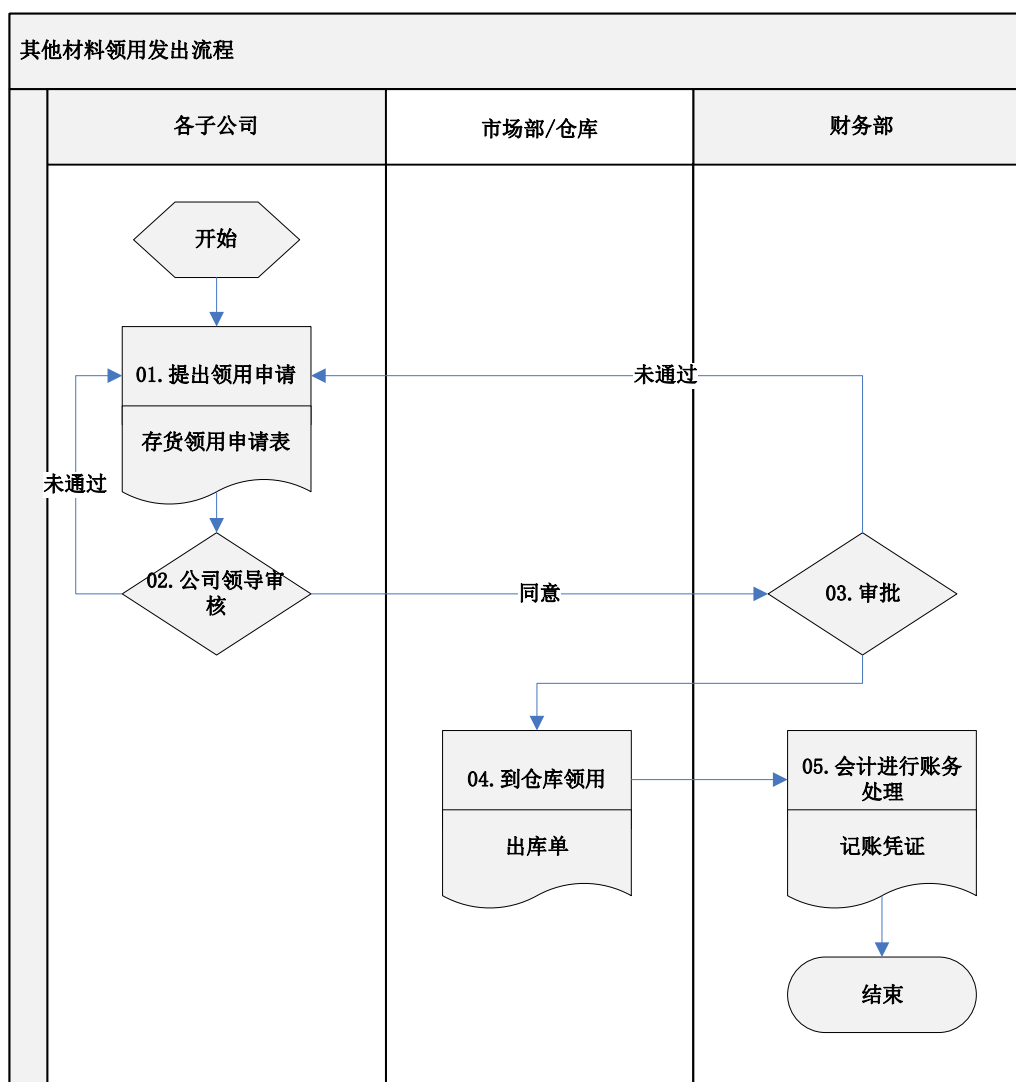 其他材料领用发出流程
各子公司
市场部/仓库
财务部
开始
01.提出领用申请
未通过
存货领用申请表
未通过
02.公司领导审
核
同意
03.审批
04.到仓库领用
05.会计进行账务
处理
出库单
记账凭证
结束